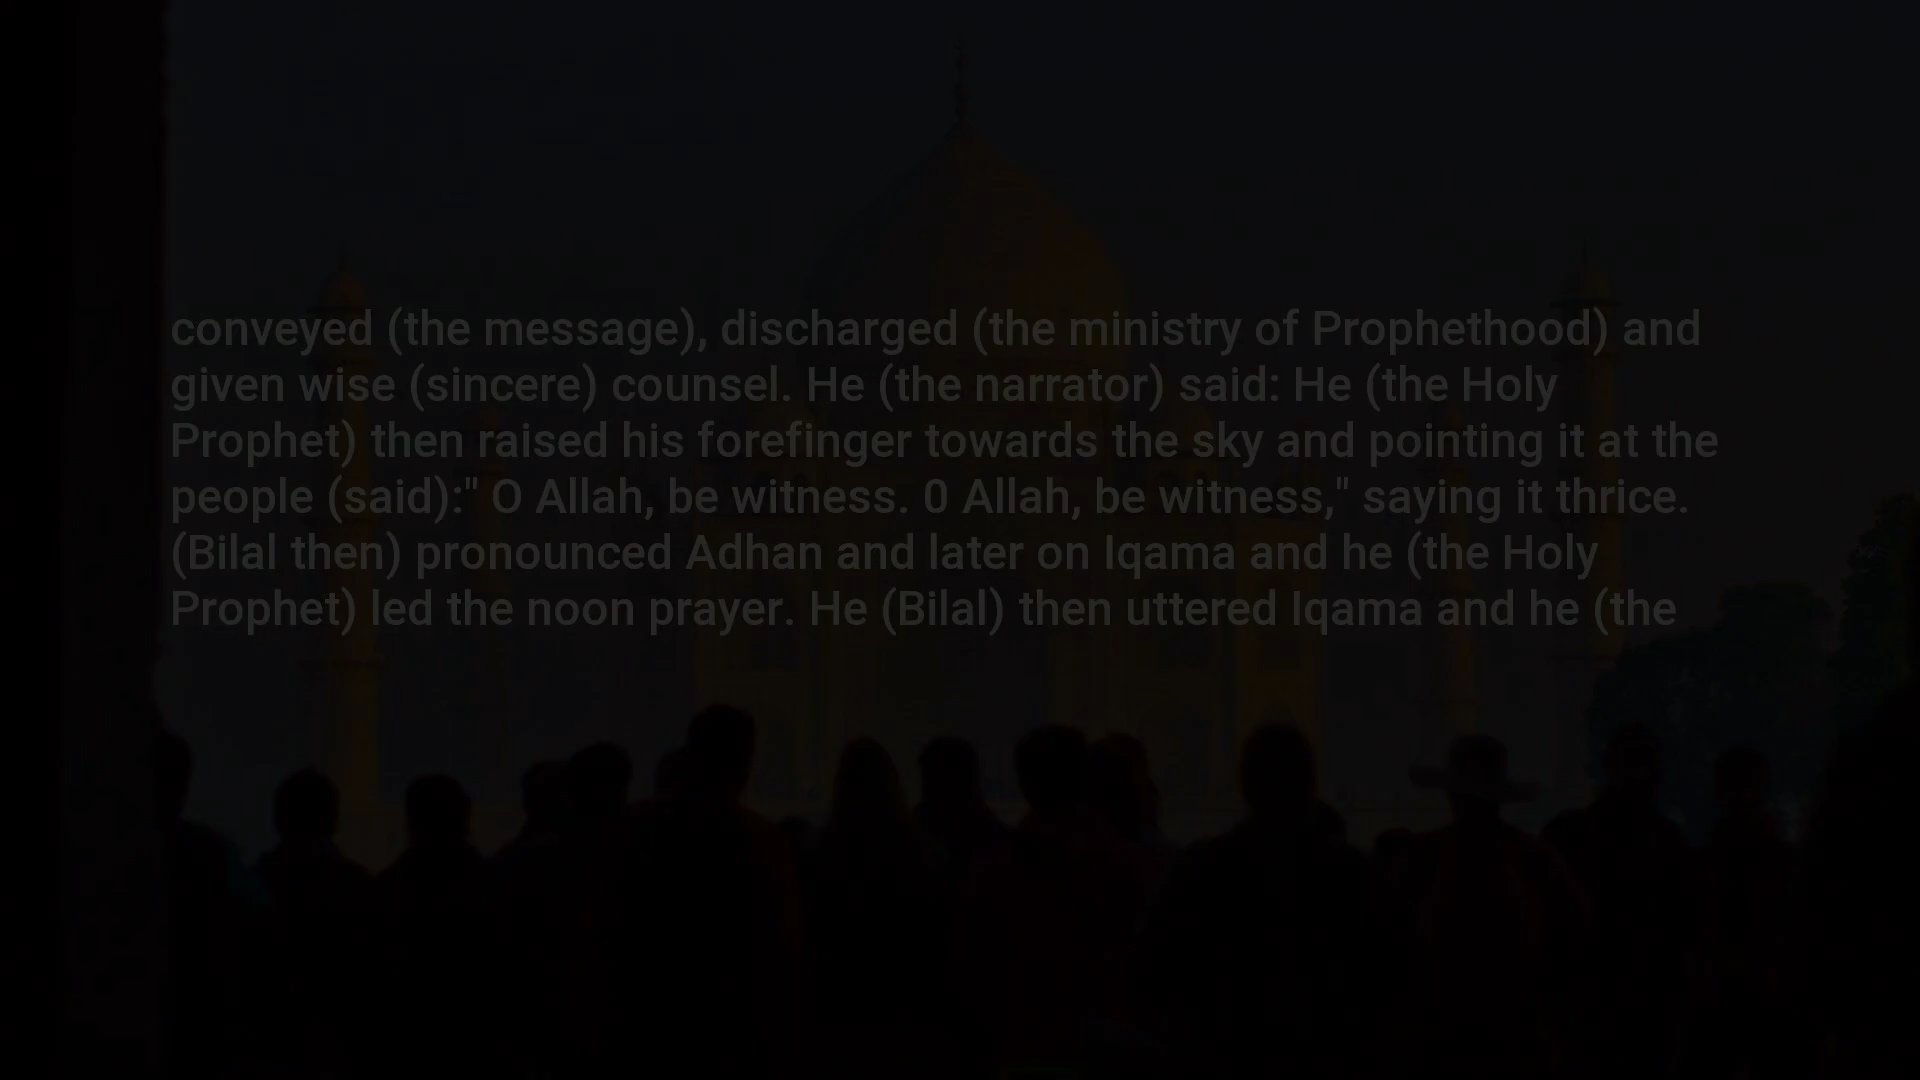 conveyed (the message), discharged (the ministry of Prophethood) and
given wise (sincere) counsel. He (the narrator) said: He (the Holy
Prophet) then raised his forefinger towards the sky and pointing it at the
people (said):" O Allah, be witness. 0 Allah, be witness," saying it thrice.
(Bilal then) pronounced Adhan and later on Iqama and he (the Holy
Prophet) led the noon prayer. He (Bilal) then uttered Iqama and he (the